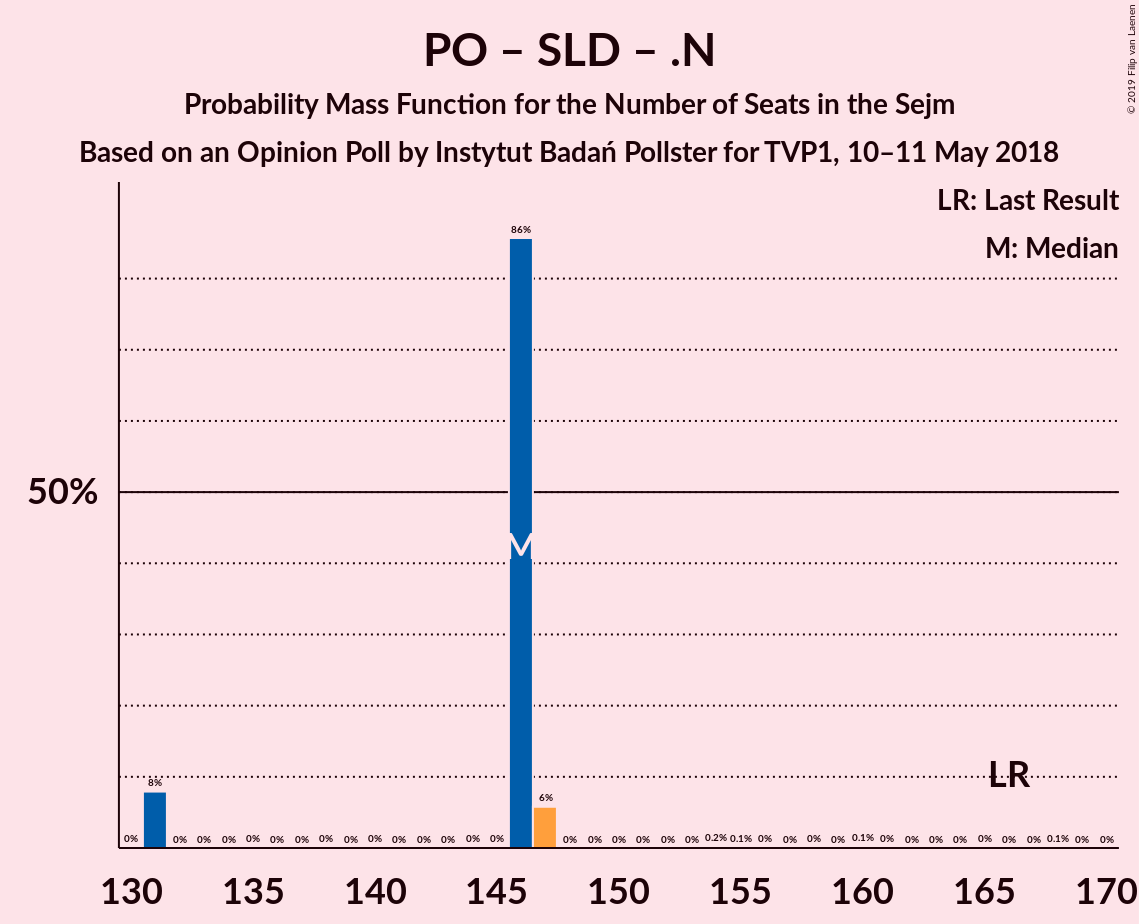 PO – SLD – .N
Probability Mass Function for the Number of Seats in the Sejm
Based on an Opinion Poll by Instytut Badań Pollster for TVP1, 10–11 May 2018
© 2019 Filip van Laenen
LR: Last Result
M: Median
86%
50%
M
LR
8%
6%
0% 0% 0% 0% 0% 0% 0% 0% 0% 0% 0% 0% 0% 0% 0% 0% 0% 0% 0% 0% 0.2% 0.1% 0% 0% 0% 0% 0.1% 0% 0% 0% 0% 0% 0% 0% 0.1% 0% 0%
130 135 140 145 150 155 160 165 170